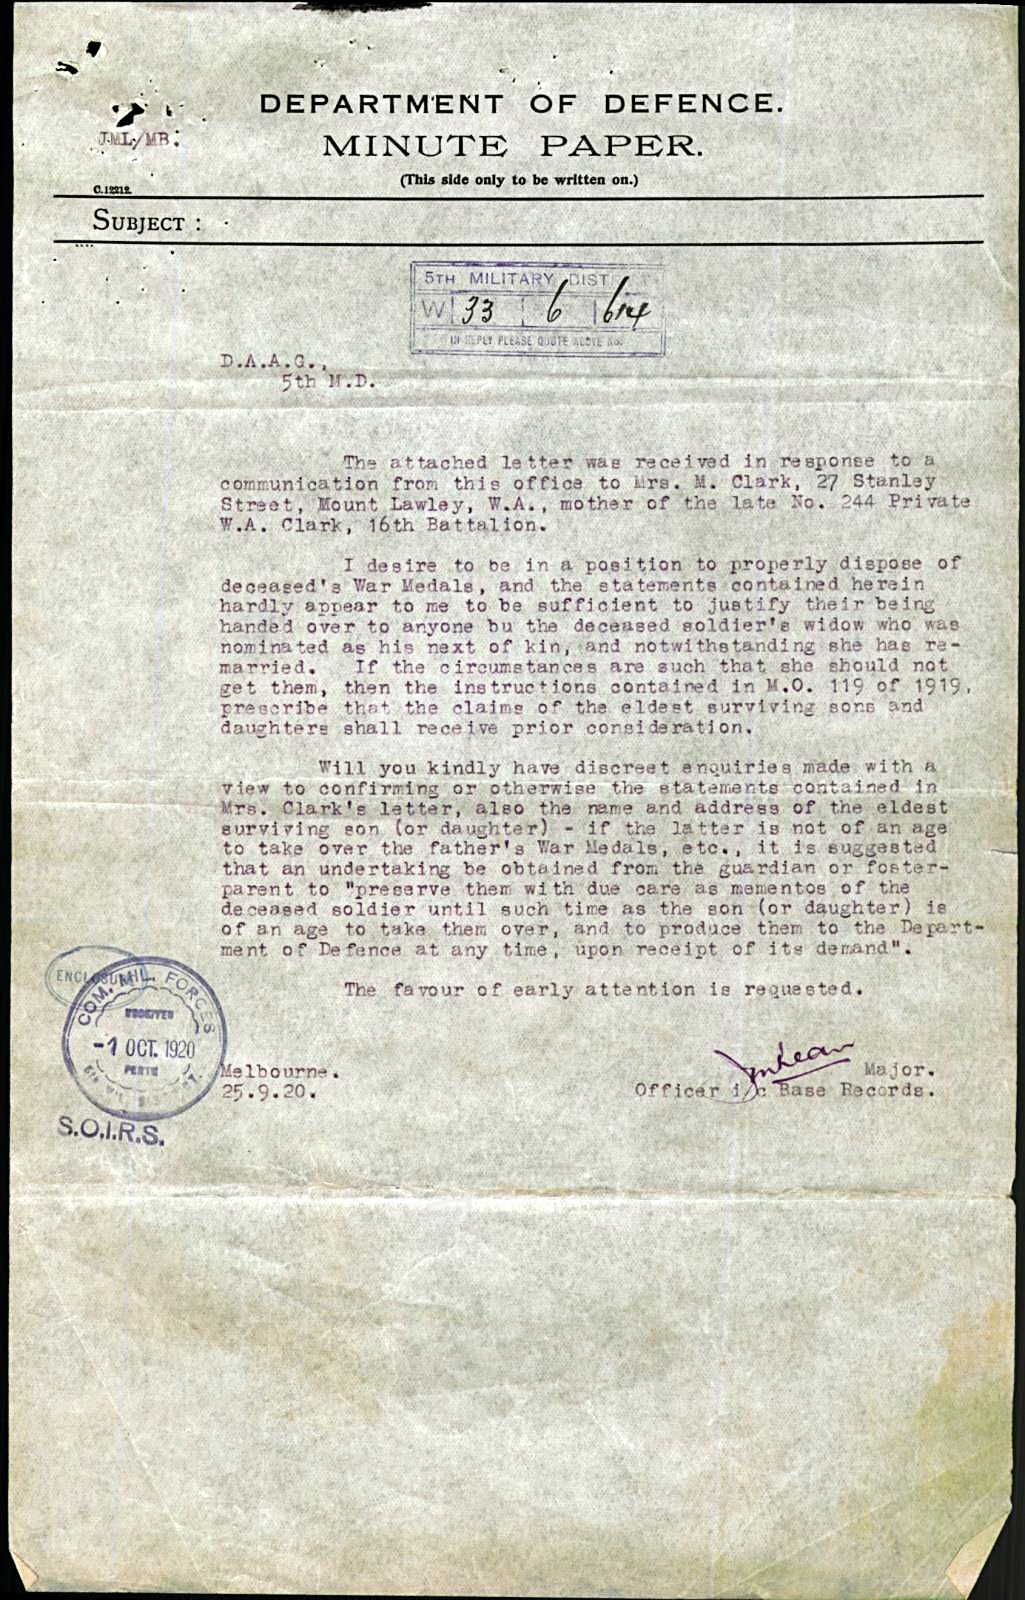 DEPARTMENT OF DEFENCE.
JML/MB.
MINUTE PAPER.
(This side only to be written on.)
C.12212.
SUBJECT :
5TH MILITARY DIST
W 33 6 614
IN REPLY PLEASE QUOTE ABOVE No.
D.A.A.G.,
5th M.D.
The attached letter was received in response to a
communication from this office to Mrs. M. Clark, 27 Stanley
Street, Mount Lawley, W.A., mother of the late No. 244 Private
W.A. Clark, 16th Battalion.
I desire to be in a position to properly dispose of
deceased's War Medals, and the statements contained herein
hardly appear to me to be sufficient to justify their being
handed over to anyone bu the deceased soldier's widow who was
nominated as his next of kin, and notwithstanding she has re-
married. If the circumstances are such that she should not
get them, then the instructions contained in M.O. 119 of 1919,
prescribe that the claims of the eldest surviving sons and
daughters shall receive prior consideration.
Will you kindly have discreet enquiries made with a
view to confirming or otherwise the statements contained in
Mrs. Clark's letter, also the name and address of the eldest
surviving son (or daughter) - if the latter is not of an age
to take over the father's War Medals, etc., it is suggested
that an undertaking be obtained from the guardian or foster-
parent to "preserve them with due care as mementos of the
deceased soldier until such time as the son (or daughter) is
of an age to take them over, and to produce them to the Depart-
ment of Defence at any time, upon receipt of its demand".
The favour of early attention is requested.
COM. MIL. FORCES
RECEIVED
-1 OCT. 1920
PERTH
S.O.I.R.S.
Melbourne.
25.9.20.
JMLean Major.
Officer i/c Base Records.